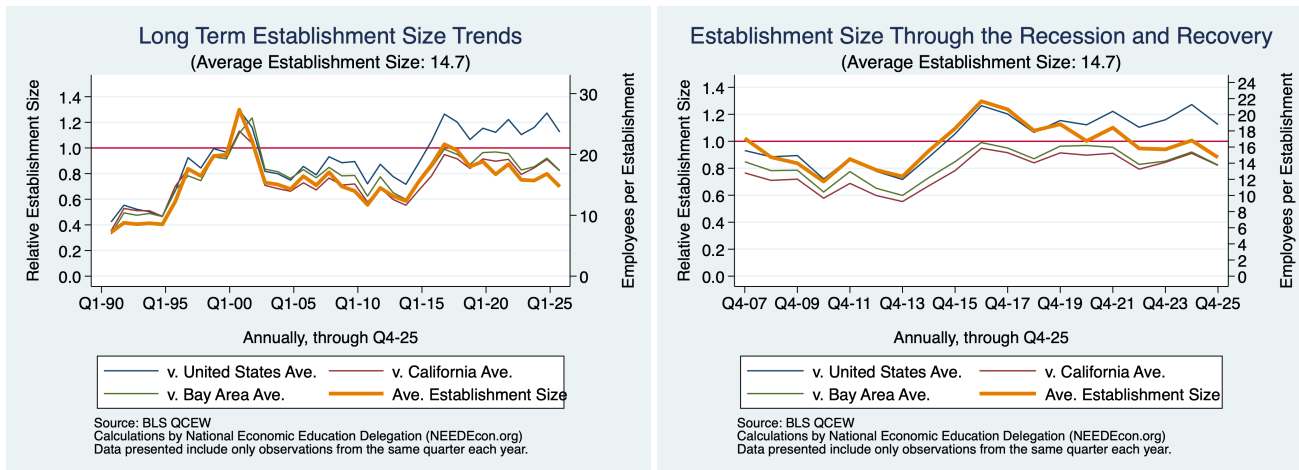 Long Term Establishment Size Trends
(Average Establishment Size: 14.7)
Relative Establishment Size
0.0
0.2
0.4
0.6
0.8
1.0
1.2
1.4
0
10
20
30
Employees per Establishment
Q1-90
Q1-95
Q1-00
Q1-05
Q1-10
Q1-15
Q1-20
Q1-25
Annually, through Q4-25
v. United States Ave.
v. California Ave.
v. Bay Area Ave.
Ave. Establishment Size
Source: BLS QCEW
Calculations by National Economic Education Delegation (NEEDEcon.org)
Data presented include only observations from the same quarter each year.
Establishment Size Through the Recession and Recovery
(Average Establishment Size: 14.7)
Relative Establishment Size
0.0
0.2
0.4
0.6
0.8
1.0
1.2
1.4
0
2
4
6
8
10
12
14
16
18
20
22
24
Employees per Establishment
Q4-07
Q4-09
Q4-11
Q4-13
Q4-15
Q4-17
Q4-19
Q4-21
Q4-23
Q4-25
Annually, through Q4-25
v. United States Ave.
v. California Ave.
v. Bay Area Ave.
Ave. Establishment Size
Source: BLS QCEW
Calculations by National Economic Education Delegation (NEEDEcon.org)
Data presented include only observations from the same quarter each year.